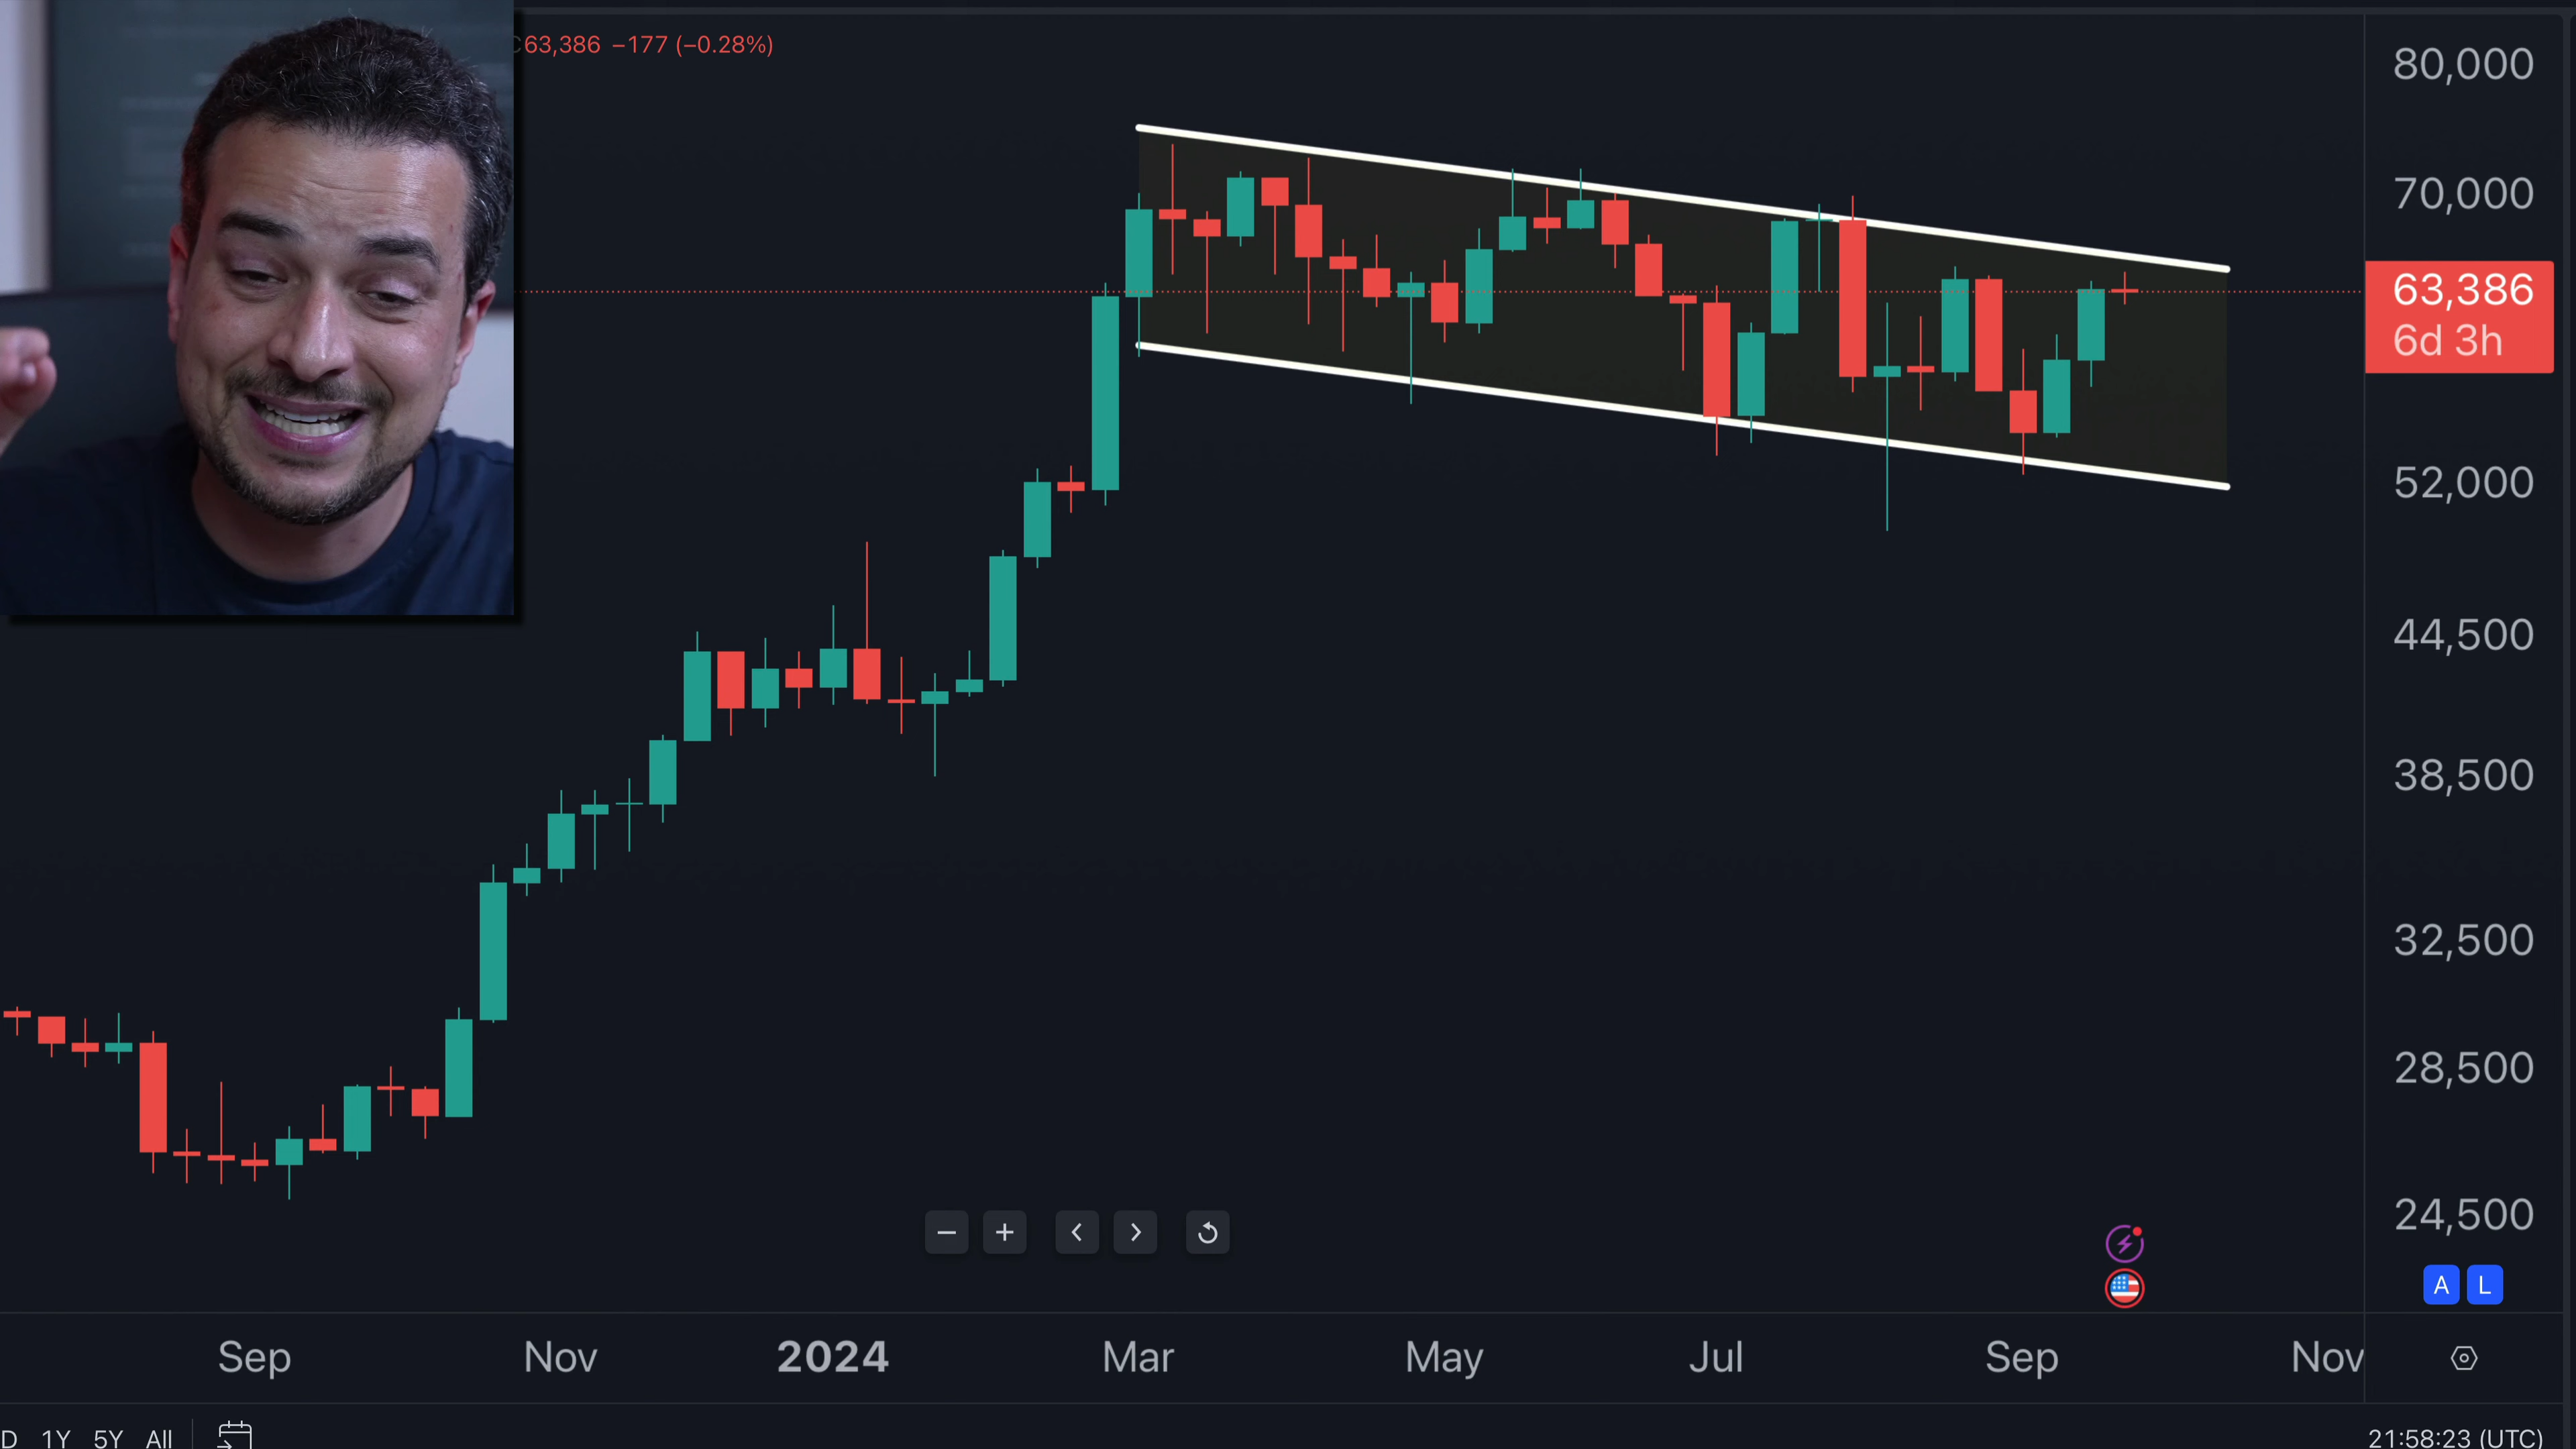 63,386 −177 (−0.28%)
80,000
70,000
63,386
6d 3h
52,000
44,500
38,500
32,500
28,500
24,500
A L
Sep Nov 2024 Mar May Jul Sep Nov
D 1Y 5Y All
21:58:23 (UTC)